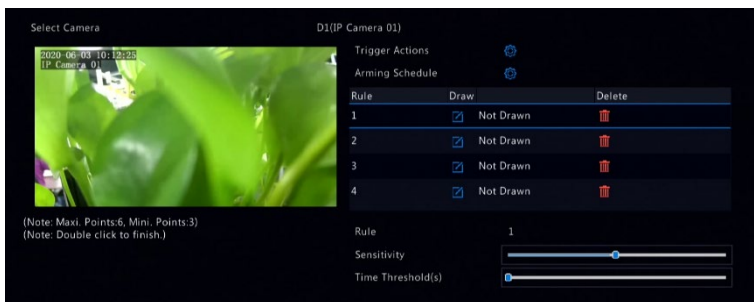 Select Camera D1(IP Camera 01)
2020-06-03 10:12:25
IP Camera 01
Trigger Actions
Arming Schedule
Rule Draw Delete
1 Not Drawn
2 Not Drawn
3 Not Drawn
4 Not Drawn
(Note: Maxi. Points:6, Mini. Points:3)
(Note: Double click to finish.)
Rule 1
Sensitivity
Time Threshold(s)